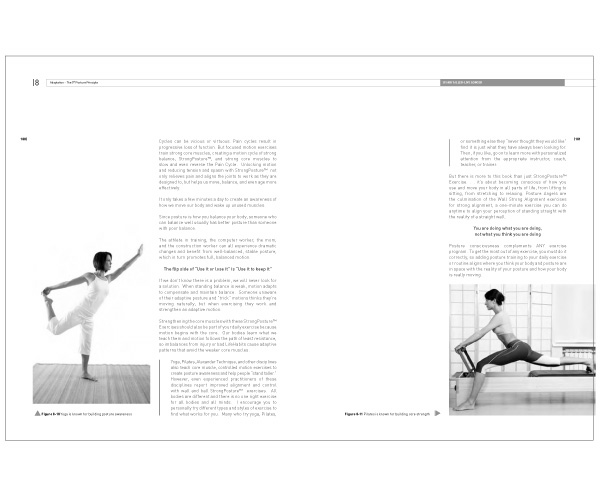 8
Adaptation - The 5th Posture Principle
Cycles can be vicious or virtuous. Pain cycles result in
progressive loss of function. But focused motion exercises
train strong core muscles, creating a motion cycle of strong
balance, StrongPosture™, and strong core muscles to
slow and even reverse the Pain Cycle. Unlocking motion
and reducing tension and spasm with StrongPosture™ not
only relieves pain and aligns the joints to work as they are
designed to, but helps us move, balance, and even age more
effectively.
It only takes a few minutes a day to create an awareness of
how we move our body and wake up unused muscles.
Since posture is how you balance your body, someone who
can balance well usually has better posture than someone
with poor balance.
The athlete in training, the computer worker, the mom,
and the construction worker can all experience dramatic
changes and benefit from well-balanced, stable posture,
which in turn promotes full, balanced motion.
The flip side of "Use it or lose it" is "Use it to keep it"
If we don't know there is a problem, we will never look for
a solution. When standing balance is weak, motion adapts
to compensate and maintain balance. Someone unaware
of their adaptive posture and "trick" motions thinks they're
moving naturally, but when exercising they work and
strengthen an adaptive motion.
Strengthening the core muscles with these StrongPosture™
Exercises should also be part of your daily exercise because
motion begins with the core. Our bodies learn what we
teach them and motion follows the path of least resistance,
so imbalances from injury or bad LifeHabits cause adaptive
patterns that avoid the weaker core muscles.
Yoga, Pilates, Alexander Technique, and other disciplines
also teach core muscle, controlled motion exercises to
create posture awareness and help people "stand taller."
However, even experienced practitioners of these
disciplines report improved alignment and control
with wall and ball StrongPosture™ exercises. All
bodies are different and there is no one right exercise
for all bodies and all minds. I encourage you to
personally try different types and styles of exercise to
find what works for you. Many who try yoga, Pilates,
Figure 8-10 Yoga is known for building posture awareness
or something else they "never thought they would like"
find it is just what they have always been looking for.
Then, if you like, go on to learn more with personalized
attention from the appropriate instructor, coach,
teacher, or trainer.
But there is more to this book than just StrongPosture™
Exercise . . . it's about becoming conscious of how you
use and move your body in all parts of life, from lifting to
sitting, from stretching to relaxing. Posture Angels are
the culmination of the Wall Strong Alignment exercises
for strong alignment, a one-minute exercise you can do
anytime to align your perception of standing straight with
the reality of a straight wall.
You are doing what you are doing,
not what you think you are doing
Posture consciousness complements ANY exercise
program. To get the most out of any exercise, you must do it
correctly, so adding posture training to your daily exercise
or routine aligns where you think your body and posture are
in space with the reality of your posture and how your body
is really moving.
Figure 8-11 Pilates is known for building core strength